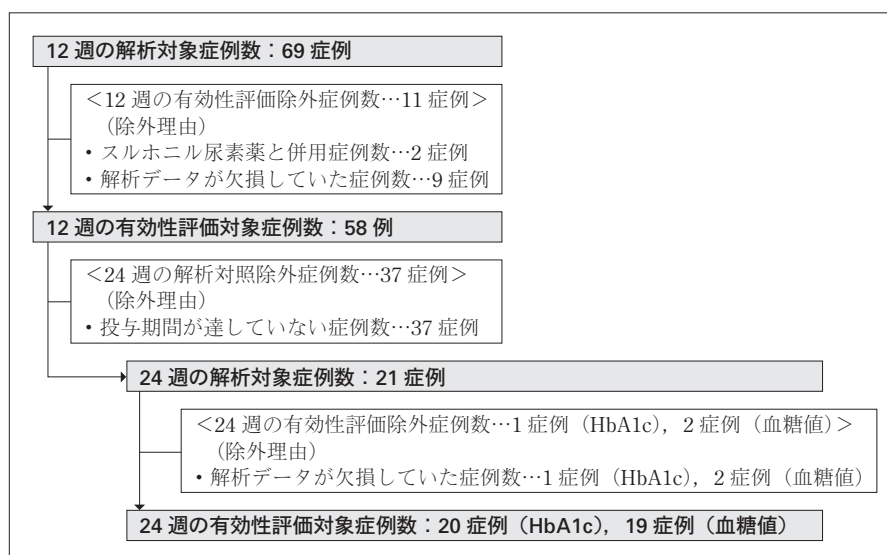 12 週の解析対象症例数：69 症例
＜12 週の有効性評価除外症例数…11 症例＞
（除外理由）
・スルホニル尿素薬と併用症例数…2 症例
・解析データが欠損していた症例数…9 症例
12 週の有効性評価対象症例数：58 例
＜24 週の解析対照除外症例数…37 症例＞
（除外理由）
・投与期間が達していない症例数…37 症例
24 週の解析対象症例数：21 症例
＜24 週の有効性評価除外症例数…1 症例（HbA1c），2 症例（血糖値）＞
（除外理由）
・解析データが欠損していた症例数…1 症例（HbA1c），2 症例（血糖値）
24 週の有効性評価対象症例数：20 症例（HbA1c），19 症例（血糖値）